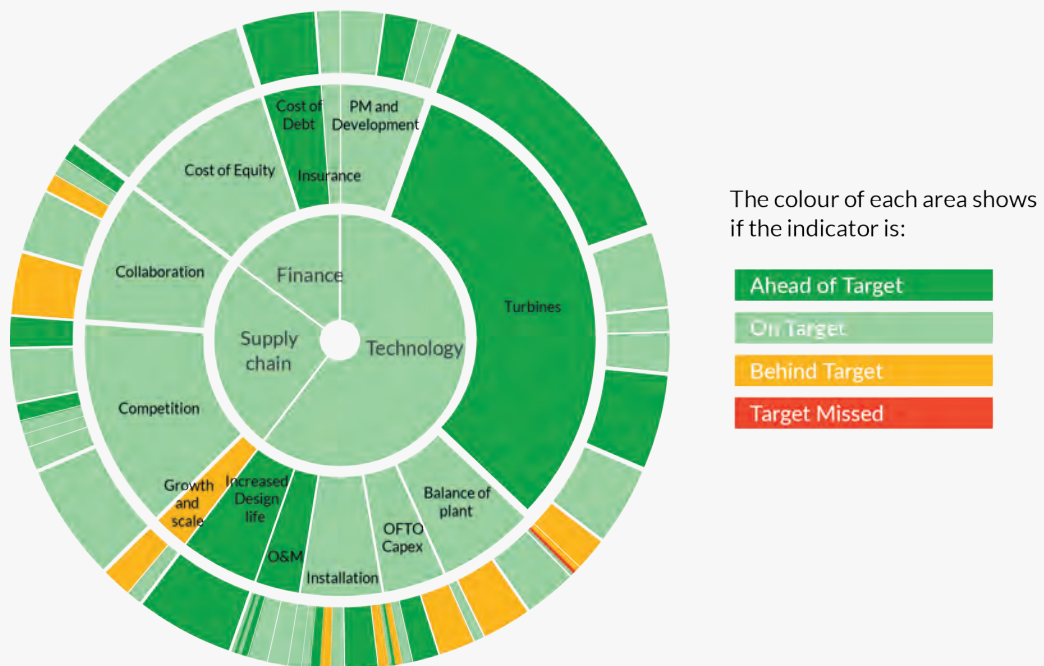 Cost of
Debt
PM and
Development
Insurance
Cost of Equity
Collaboration
Finance
Turbines
Supply
chain
Technology
Competition
Growth
and
scale
Increased
Design
life
O&M
Installation
OFTO
Capex
Balance of
plant
The colour of each area shows
if the indicator is:
Ahead of Target
On Target
Behind Target
Target Missed